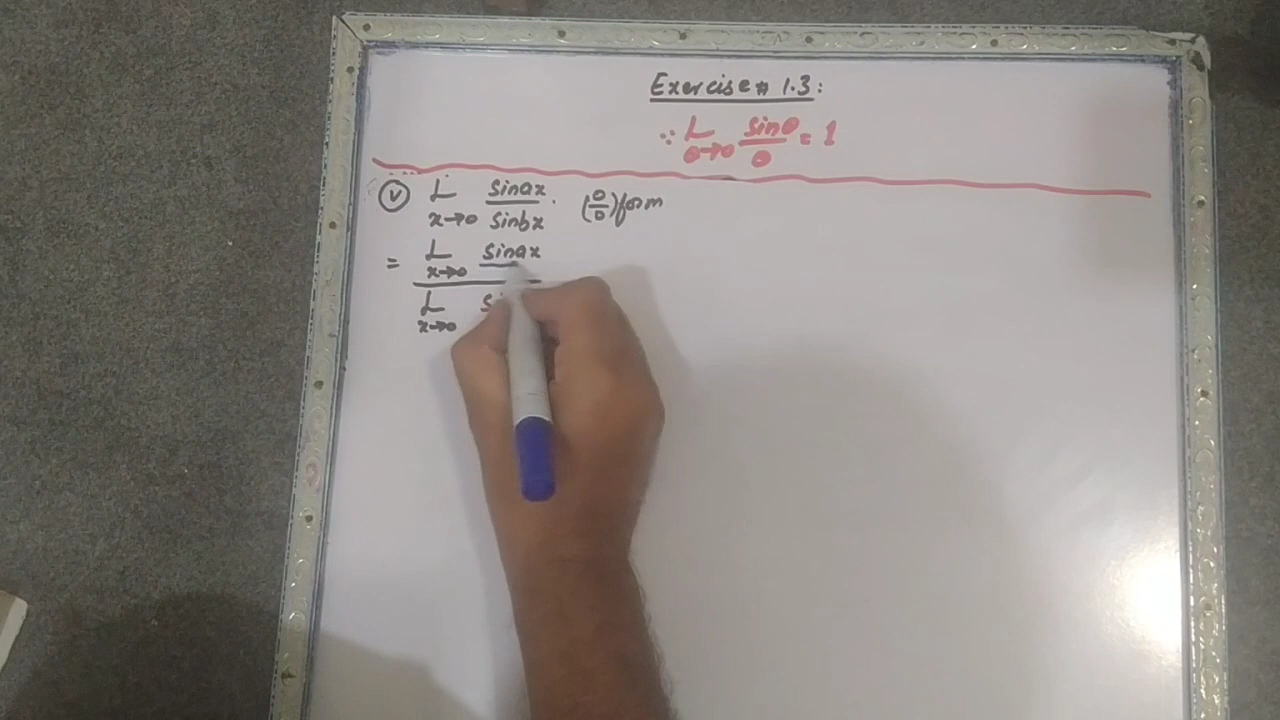 Exercise # 1.3:
∵ L sinθ/θ = 1
θ→0
(v) L sinax/sinbx . (0/0) form
x→0
= L sinax
x→0
L
x→0